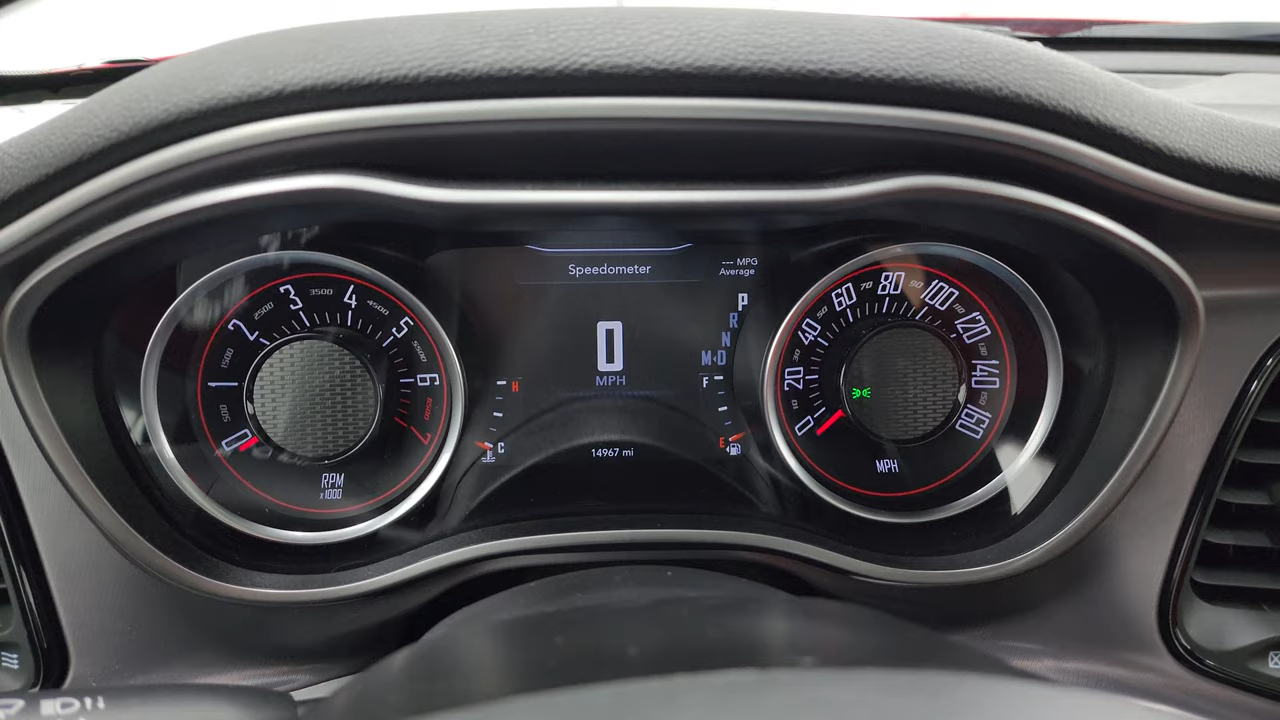 Speedometer
--- MPG
Average
0
MPH
14967 mi
P
R
N
M‹D
H
C
F
E
0
500
1
1500
2
2500
3
3500
4
4500
5
5500
6
6500
7
RPM
x1000
0
10
20
30
40
50
60
70
80
90
100
110
120
130
140
150
160
MPH